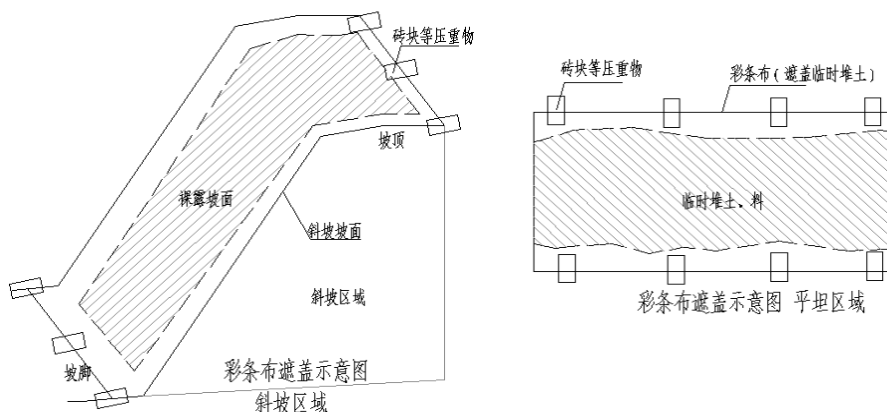 砖块等压重物
坡顶
裸露坡面
斜坡坡面
斜坡区域
坡脚
彩条布遮盖示意图
斜坡区域
砖块等压重物
彩条布(遮盖临时堆土)
临时堆土、料
彩条布遮盖示意图 平坦区域